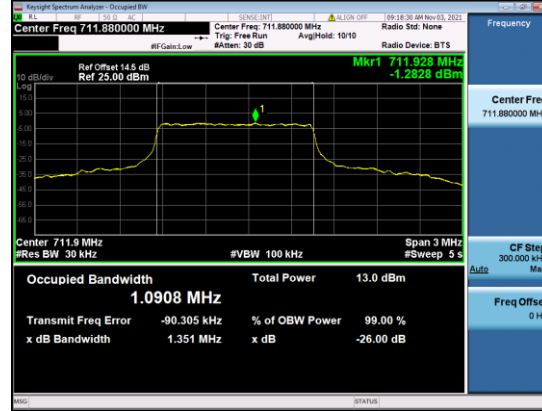 Keysight Spectrum Analyzer - Occupied BW
RL RF 50 Ω AC SENSE:INT ALIGN OFF 09:18:30 AM Nov 03, 2021
Center Freq 711.880000 MHz
Center Freq: 711.880000 MHz
Radio Std: None
Trig: Free Run Avg|Hold: 10/10
#IFGain:Low #Atten: 30 dB
Radio Device: BTS
Frequency
Ref Offset 14.5 dB
10 dB/div Ref 25.00 dBm
Mkr1 711.928 MHz
-1.2828 dBm
Log
15.0
5.00
1
-5.00
-15.0
-25.0
-35.0
-45.0
-55.0
-65.0
Center 711.9 MHz
Span 3 MHz
#Res BW 30 kHz
#VBW 100 kHz
#Sweep 5 s
Center Fre
711.880000 MH
CF Step
300.000 kH
Auto Ma
Freq Offse
0 H
Occupied Bandwidth
1.0908 MHz
Total Power 13.0 dBm
Transmit Freq Error -90.305 kHz
% of OBW Power 99.00 %
x dB Bandwidth 1.351 MHz
x dB -26.00 dB
MSG
STATUS